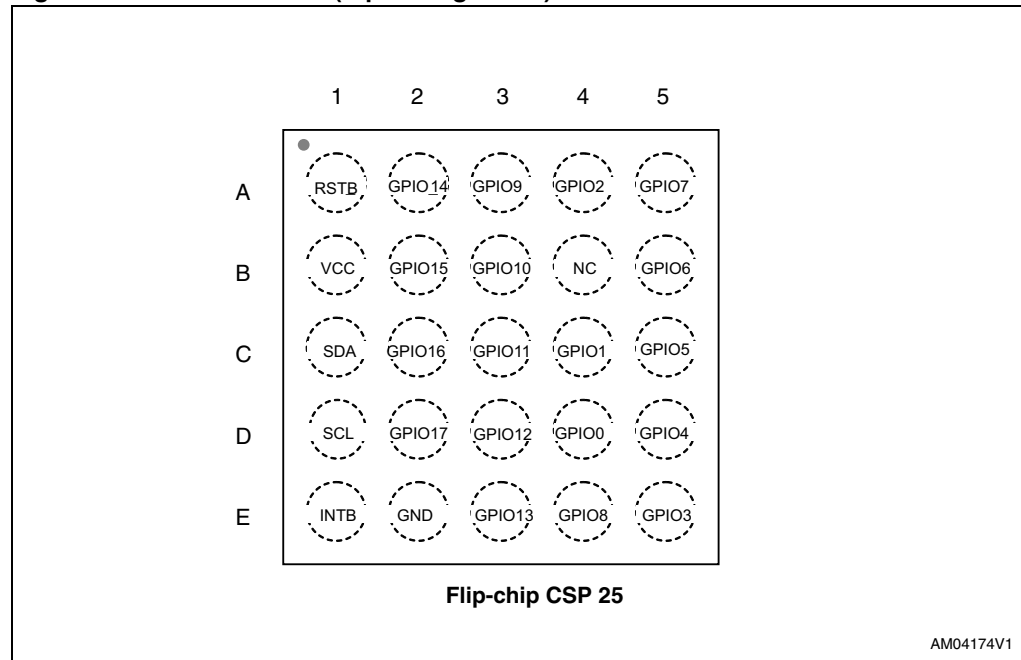 1 2 3 4 5
A RSTB GPIO_14 GPIO9 GPIO2 GPIO7
B VCC GPIO15 GPIO10 NC GPIO6
C SDA GPIO16 GPIO11 GPIO1 GPIO5
D SCL GPIO17 GPIO12 GPIO0 GPIO4
E INTB GND GPIO13 GPIO8 GPIO3
Flip-chip CSP 25
AM04174V1